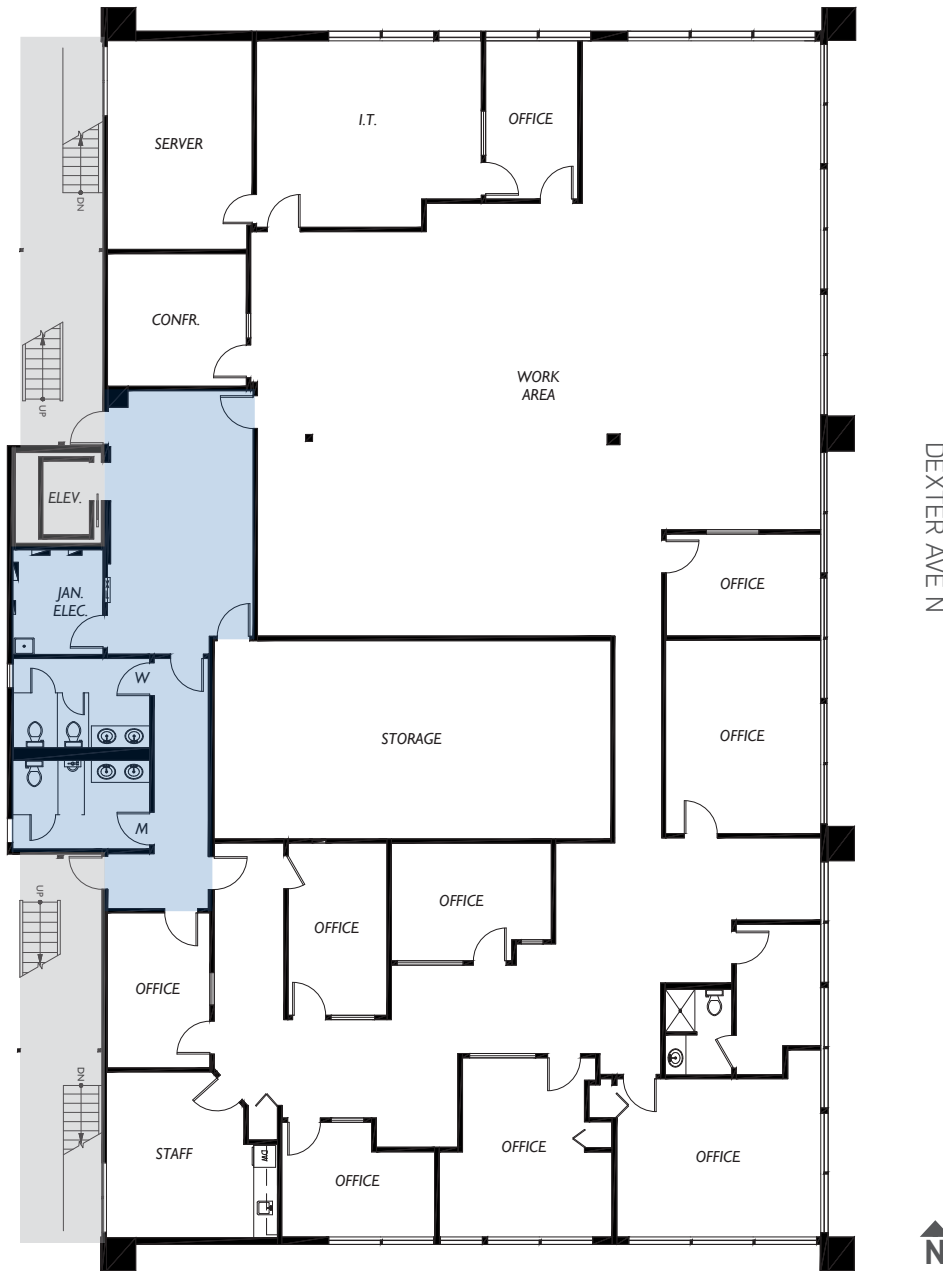 I.T.
OFFICE
SERVER
DN
CONFR.
WORK
AREA
UP
ELEV.
DEXTER AVE N
OFFICE
JAN.
ELEC.
W
STORAGE
OFFICE
M
UP
OFFICE
OFFICE
OFFICE
DN
STAFF
DW
OFFICE
OFFICE
OFFICE
N